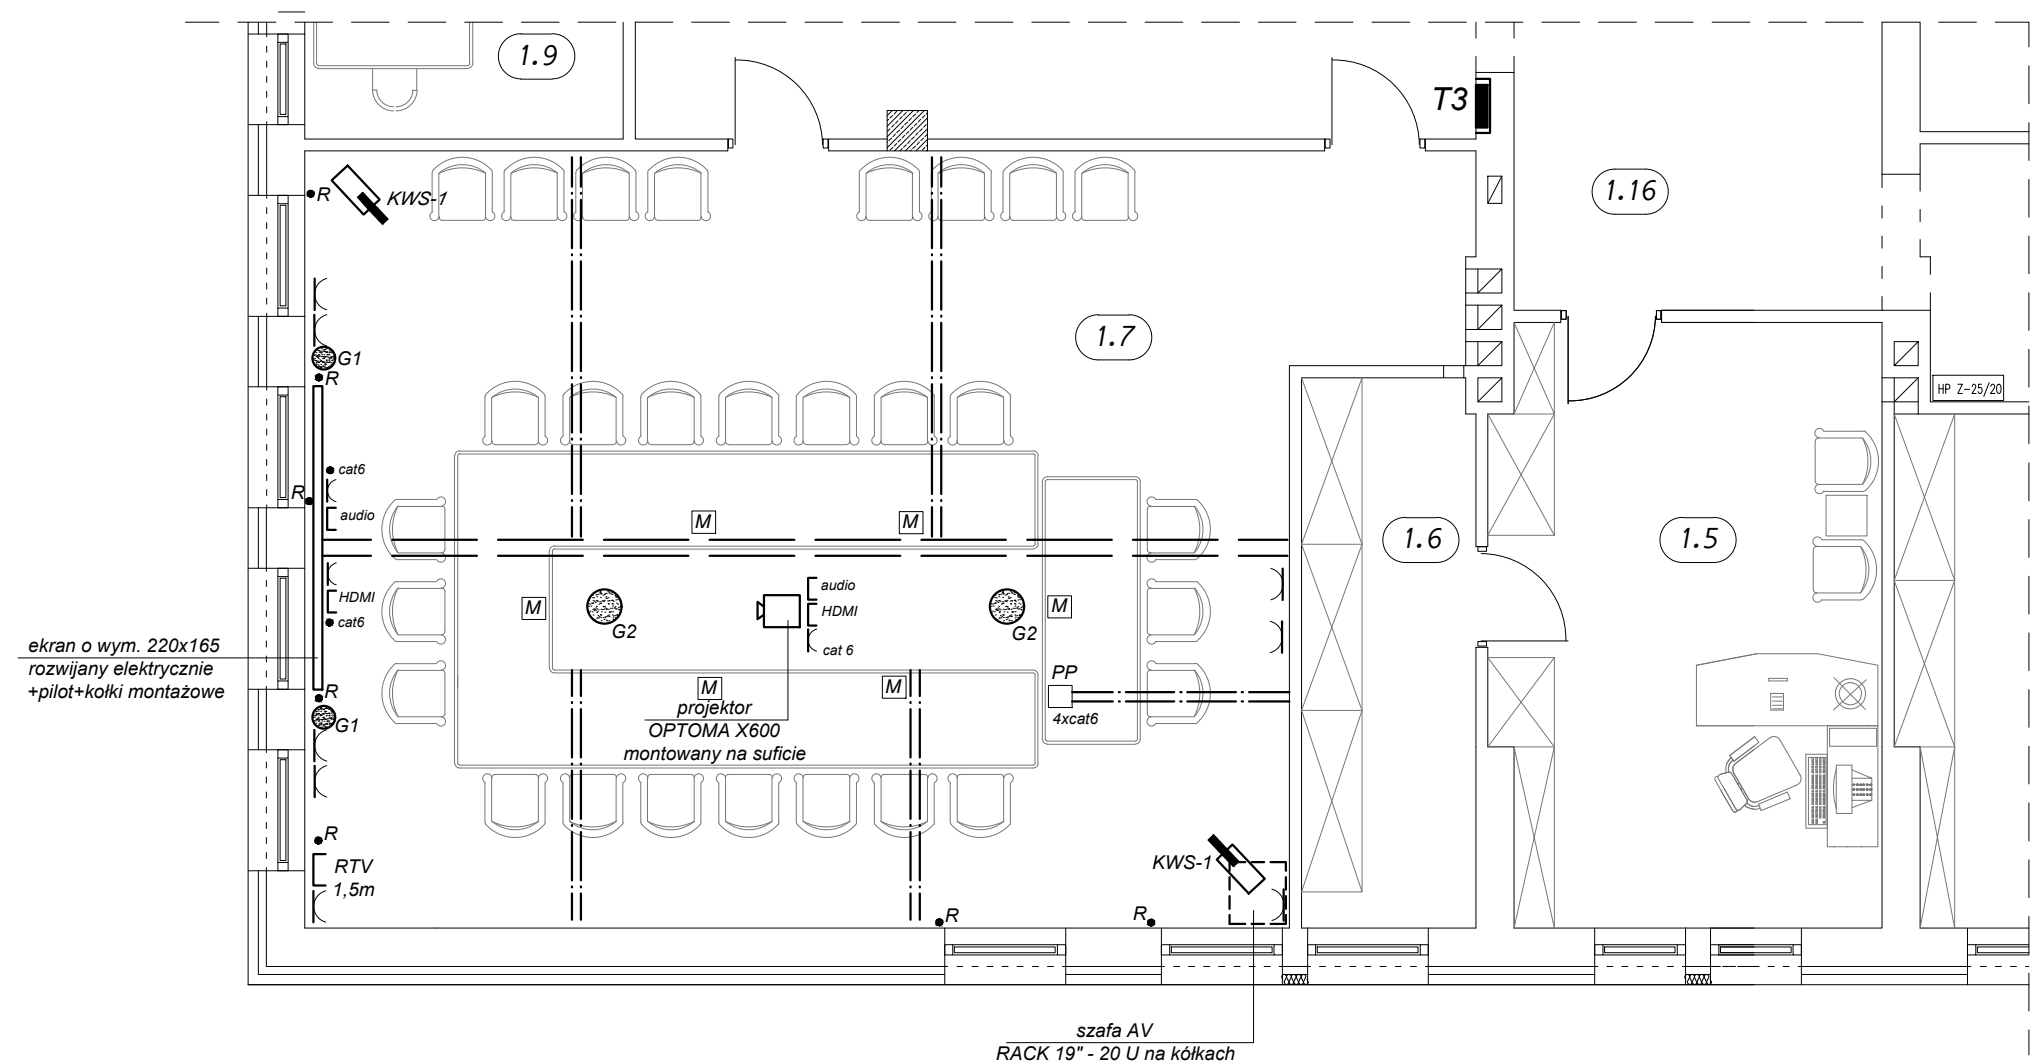 1.9
T3
R
KWS-1
1.16
1.7
G1
R
HP Z-25/20
cat6
R
audio
M
M
1.6
1.5
HDMI
cat6
M
G2
audio
HDMI
cat 6
G2
M
ekran o wym. 220x165
rozwijany elektrycznie
+pilot+kołki montażowe
R
G1
M
M
PP
4xcat6
projektor
OPTOMA X600
montowany na suficie
R
RTV
1,5m
KWS-1
R
R
szafa AV
RACK 19" - 20 U na kółkach